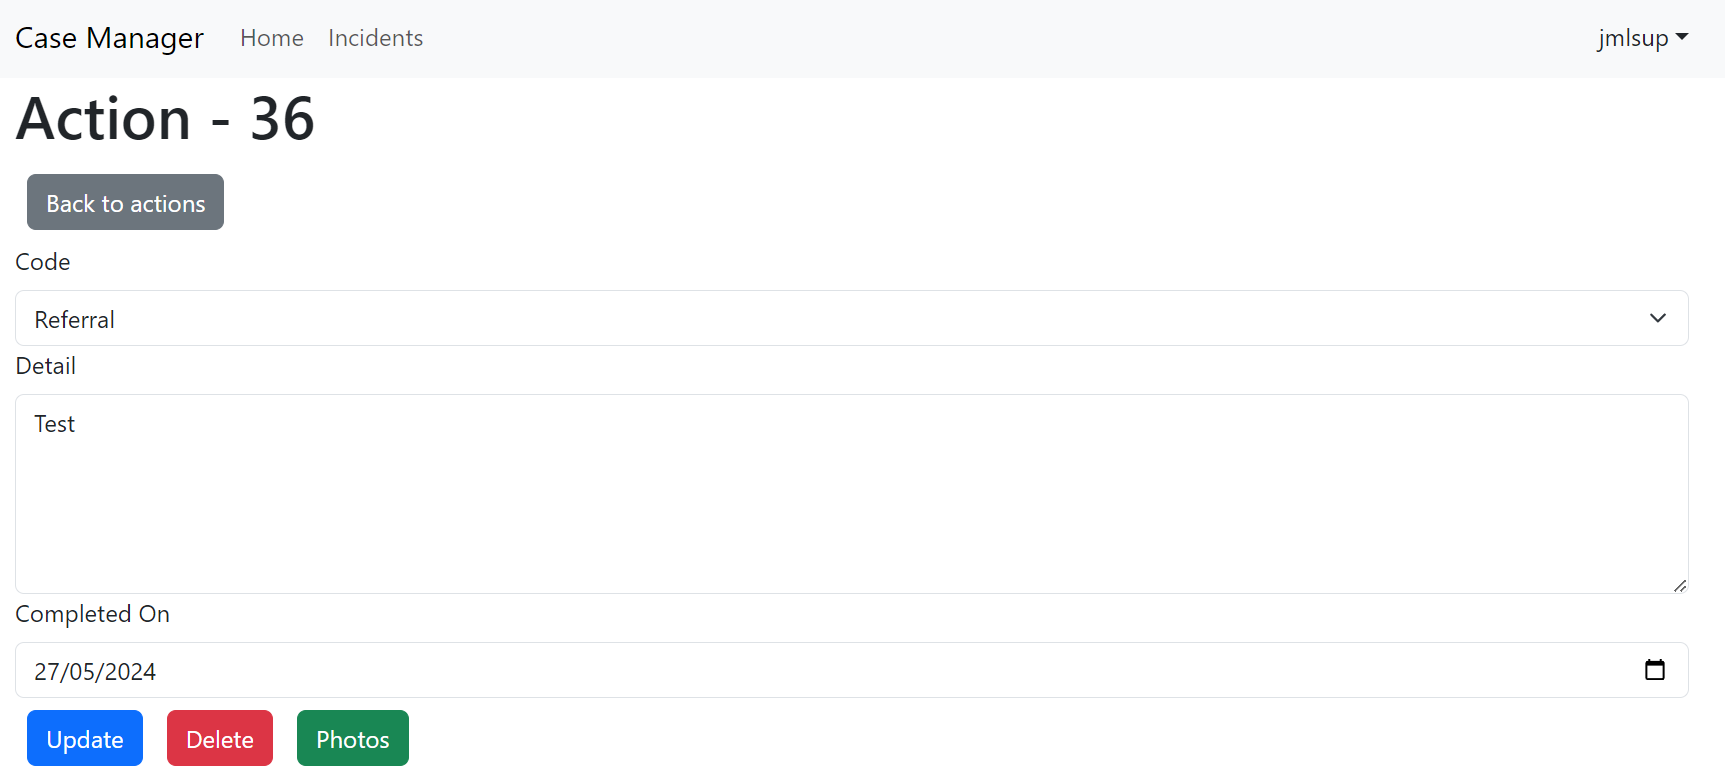 Case Manager Home Incidents jmlsup
Action - 36
Back to actions
Code
Referral
Detail
Test
Completed On
27/05/2024
Update Delete Photos